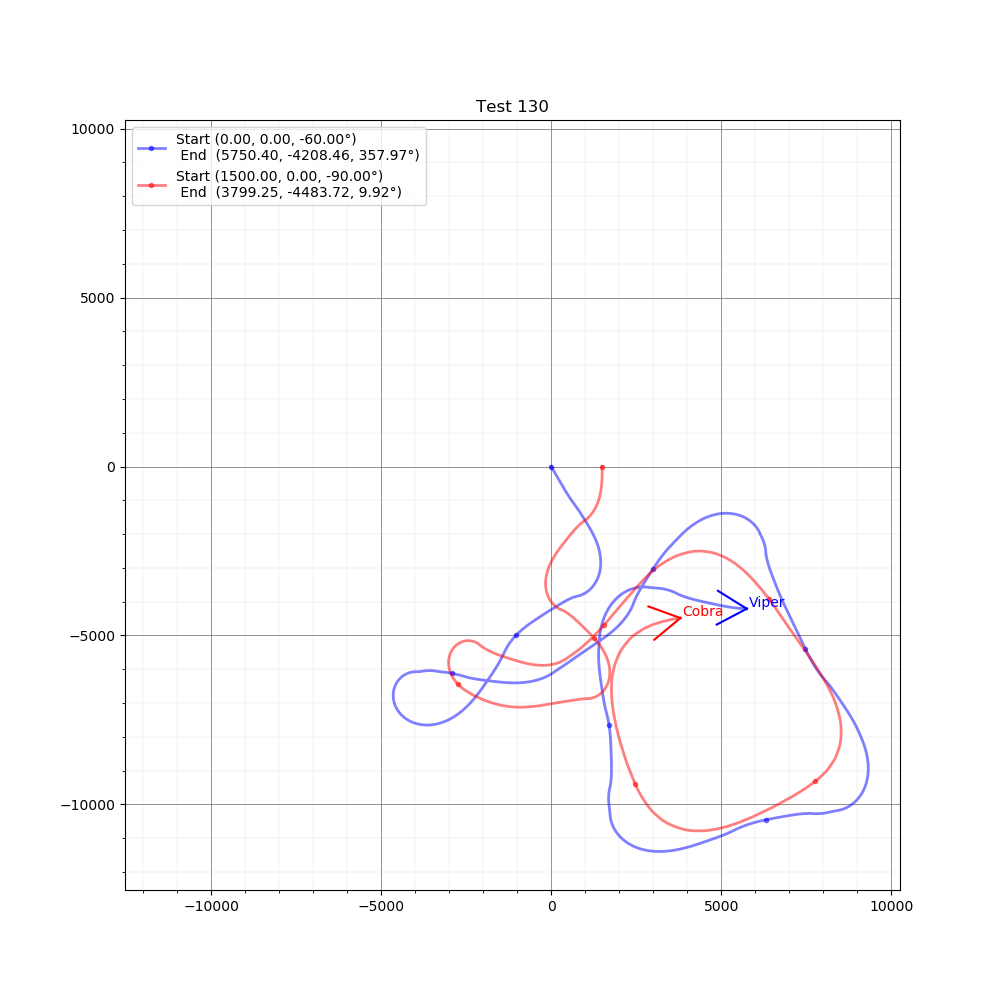 Test 130
10000
5000
0
−5000
−10000
Start (0.00, 0.00, -60.00°)
End (5750.40, -4208.46, 357.97°)
Start (1500.00, 0.00, -90.00°)
End (3799.25, -4483.72, 9.92°)
Viper
Cobra
−10000 −5000 0 5000 10000